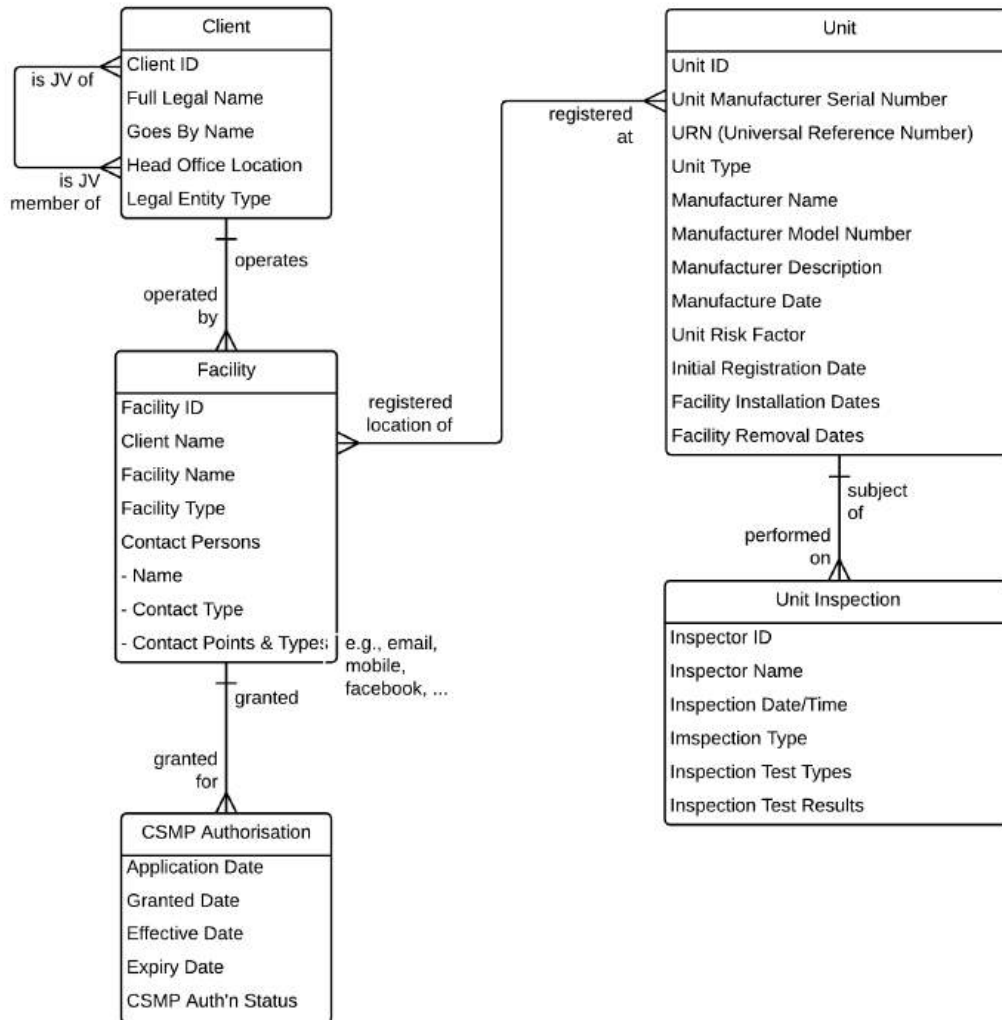 Client
Client ID
Full Legal Name
Goes By Name
Head Office Location
Legal Entity Type
is JV of
is JV
member of
operates
operated
by
Facility
Facility ID
Client Name
Facility Name
Facility Type
Contact Persons
- Name
- Contact Type
- Contact Points & Types
e.g., email,
mobile,
facebook, ...
registered
location of
registered
at
granted
granted
for
CSMP Authorisation
Application Date
Granted Date
Effective Date
Expiry Date
CSMP Auth'n Status
Unit
Unit ID
Unit Manufacturer Serial Number
URN (Universal Reference Number)
Unit Type
Manufacturer Name
Manufacturer Model Number
Manufacturer Description
Manufacture Date
Unit Risk Factor
Initial Registration Date
Facility Installation Dates
Facility Removal Dates
subject
of
performed
on
Unit Inspection
Inspector ID
Inspector Name
Inspection Date/Time
Imspection Type
Inspection Test Types
Inspection Test Results